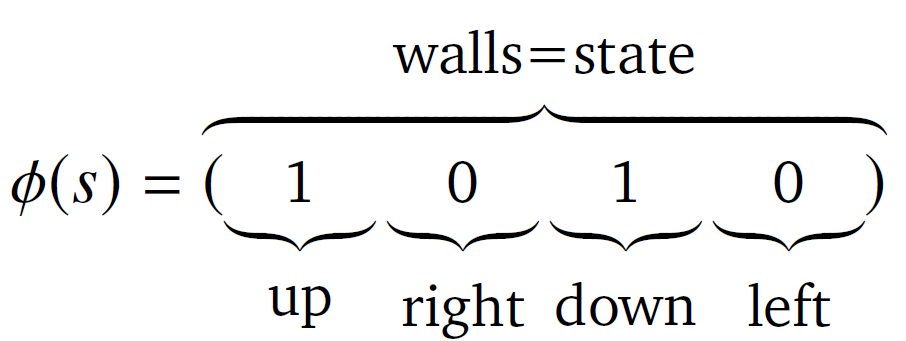 walls=state
ϕ(s) = ( 1 0 1 0 )
up right down left